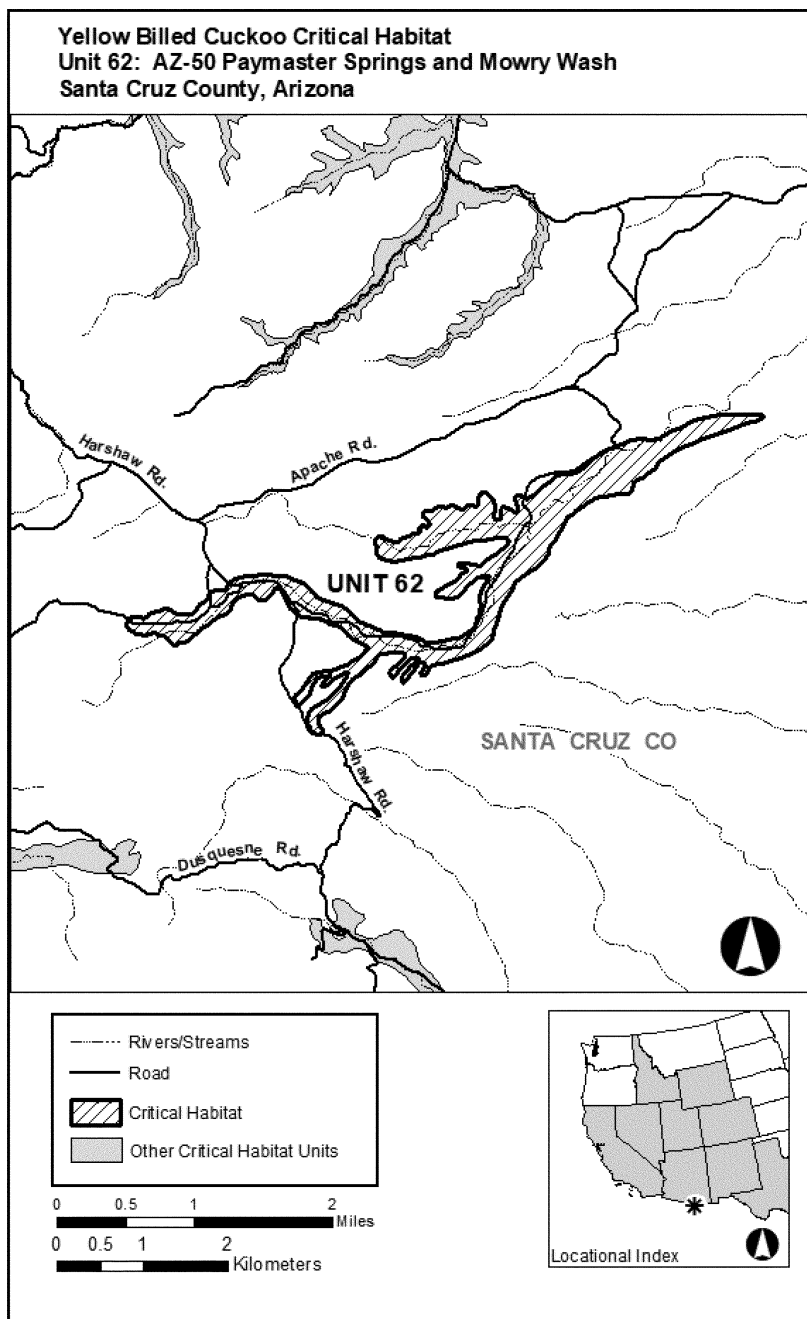 Yellow Billed Cuckoo Critical Habitat
Unit 62: AZ-50 Paymaster Springs and Mowry Wash
Santa Cruz County, Arizona
Harshaw Rd.
Apache Rd.
UNIT 62
SANTA CRUZ CO
Harshaw Rd.
Dusquesne Rd.
Rivers/Streams
Road
Critical Habitat
Other Critical Habitat Units
0 0.5 1 2
Miles
0 0.5 1 2
Kilometers
Locational Index